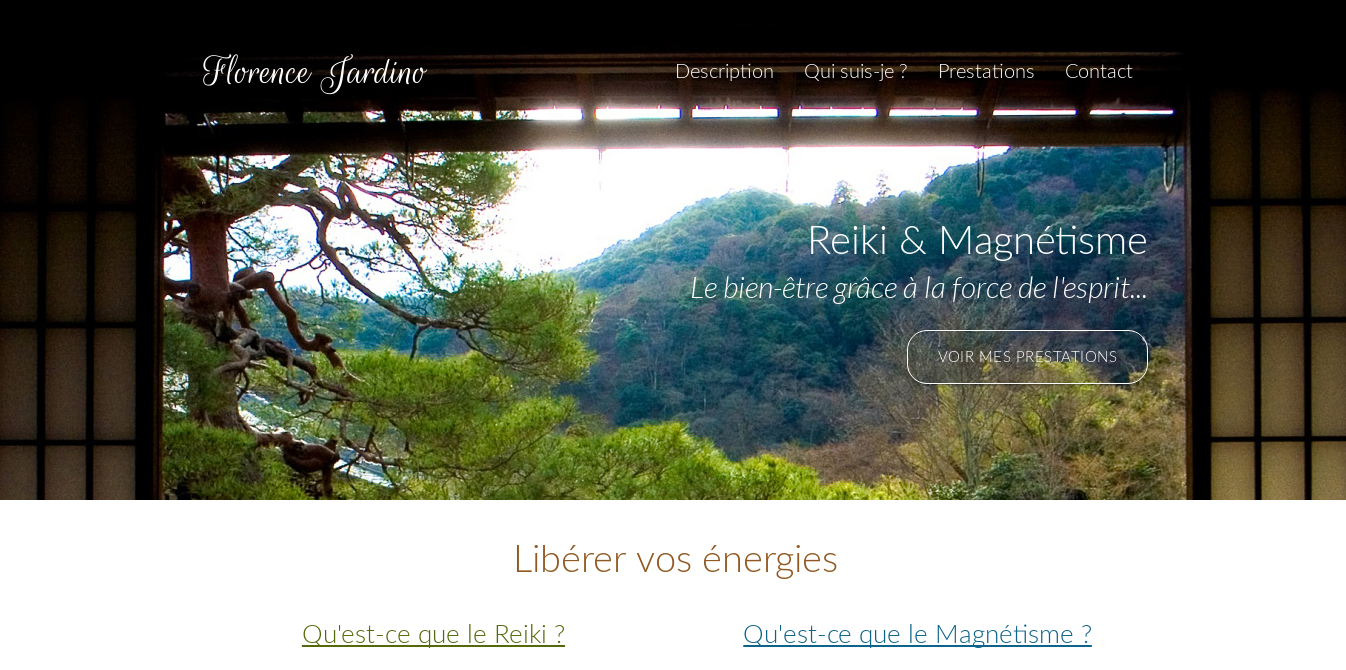 Florence Jardino
Description Qui suis-je ? Prestations Contact
Reiki & Magnétisme
Le bien-être grâce à la force de l'esprit...
VOIR MES PRESTATIONS
Libérer vos énergies
Qu'est-ce que le Reiki ? Qu'est-ce que le Magnétisme ?